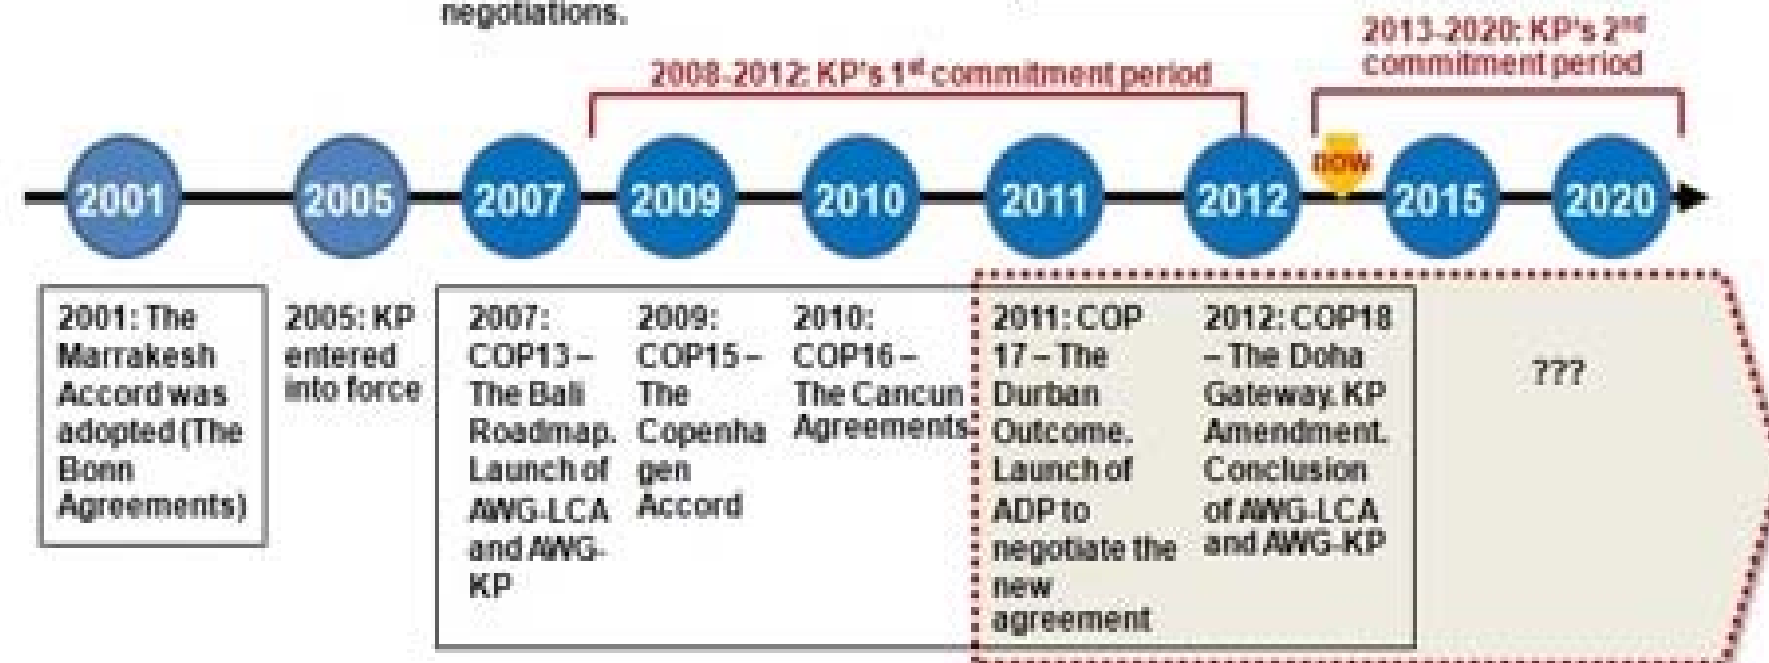 negotiations.
2013-2020: KP's 2nd
commitment period
2008-2012: KP's 1st commitment period
now
2001
2005
2007
2009
2010
2011
2012
2015
2020
2001: The
Marrakesh
Accord was
adopted (The
Bonn
Agreements)
2005: KP
entered
into force
2007:
COP13 –
The Bali
Roadmap.
Launch of
AWG-LCA
and AWG-
KP
2009:
COP15 –
The
Copenha
gen
Accord
2010:
COP16 –
The Cancun
Agreements
2011: COP
17 – The
Durban
Outcome.
Launch of
ADP to
negotiate the
new
agreement
2012: COP18
– The Doha
Gateway. KP
Amendment.
Conclusion
of AWG-LCA
and AWG-KP
???